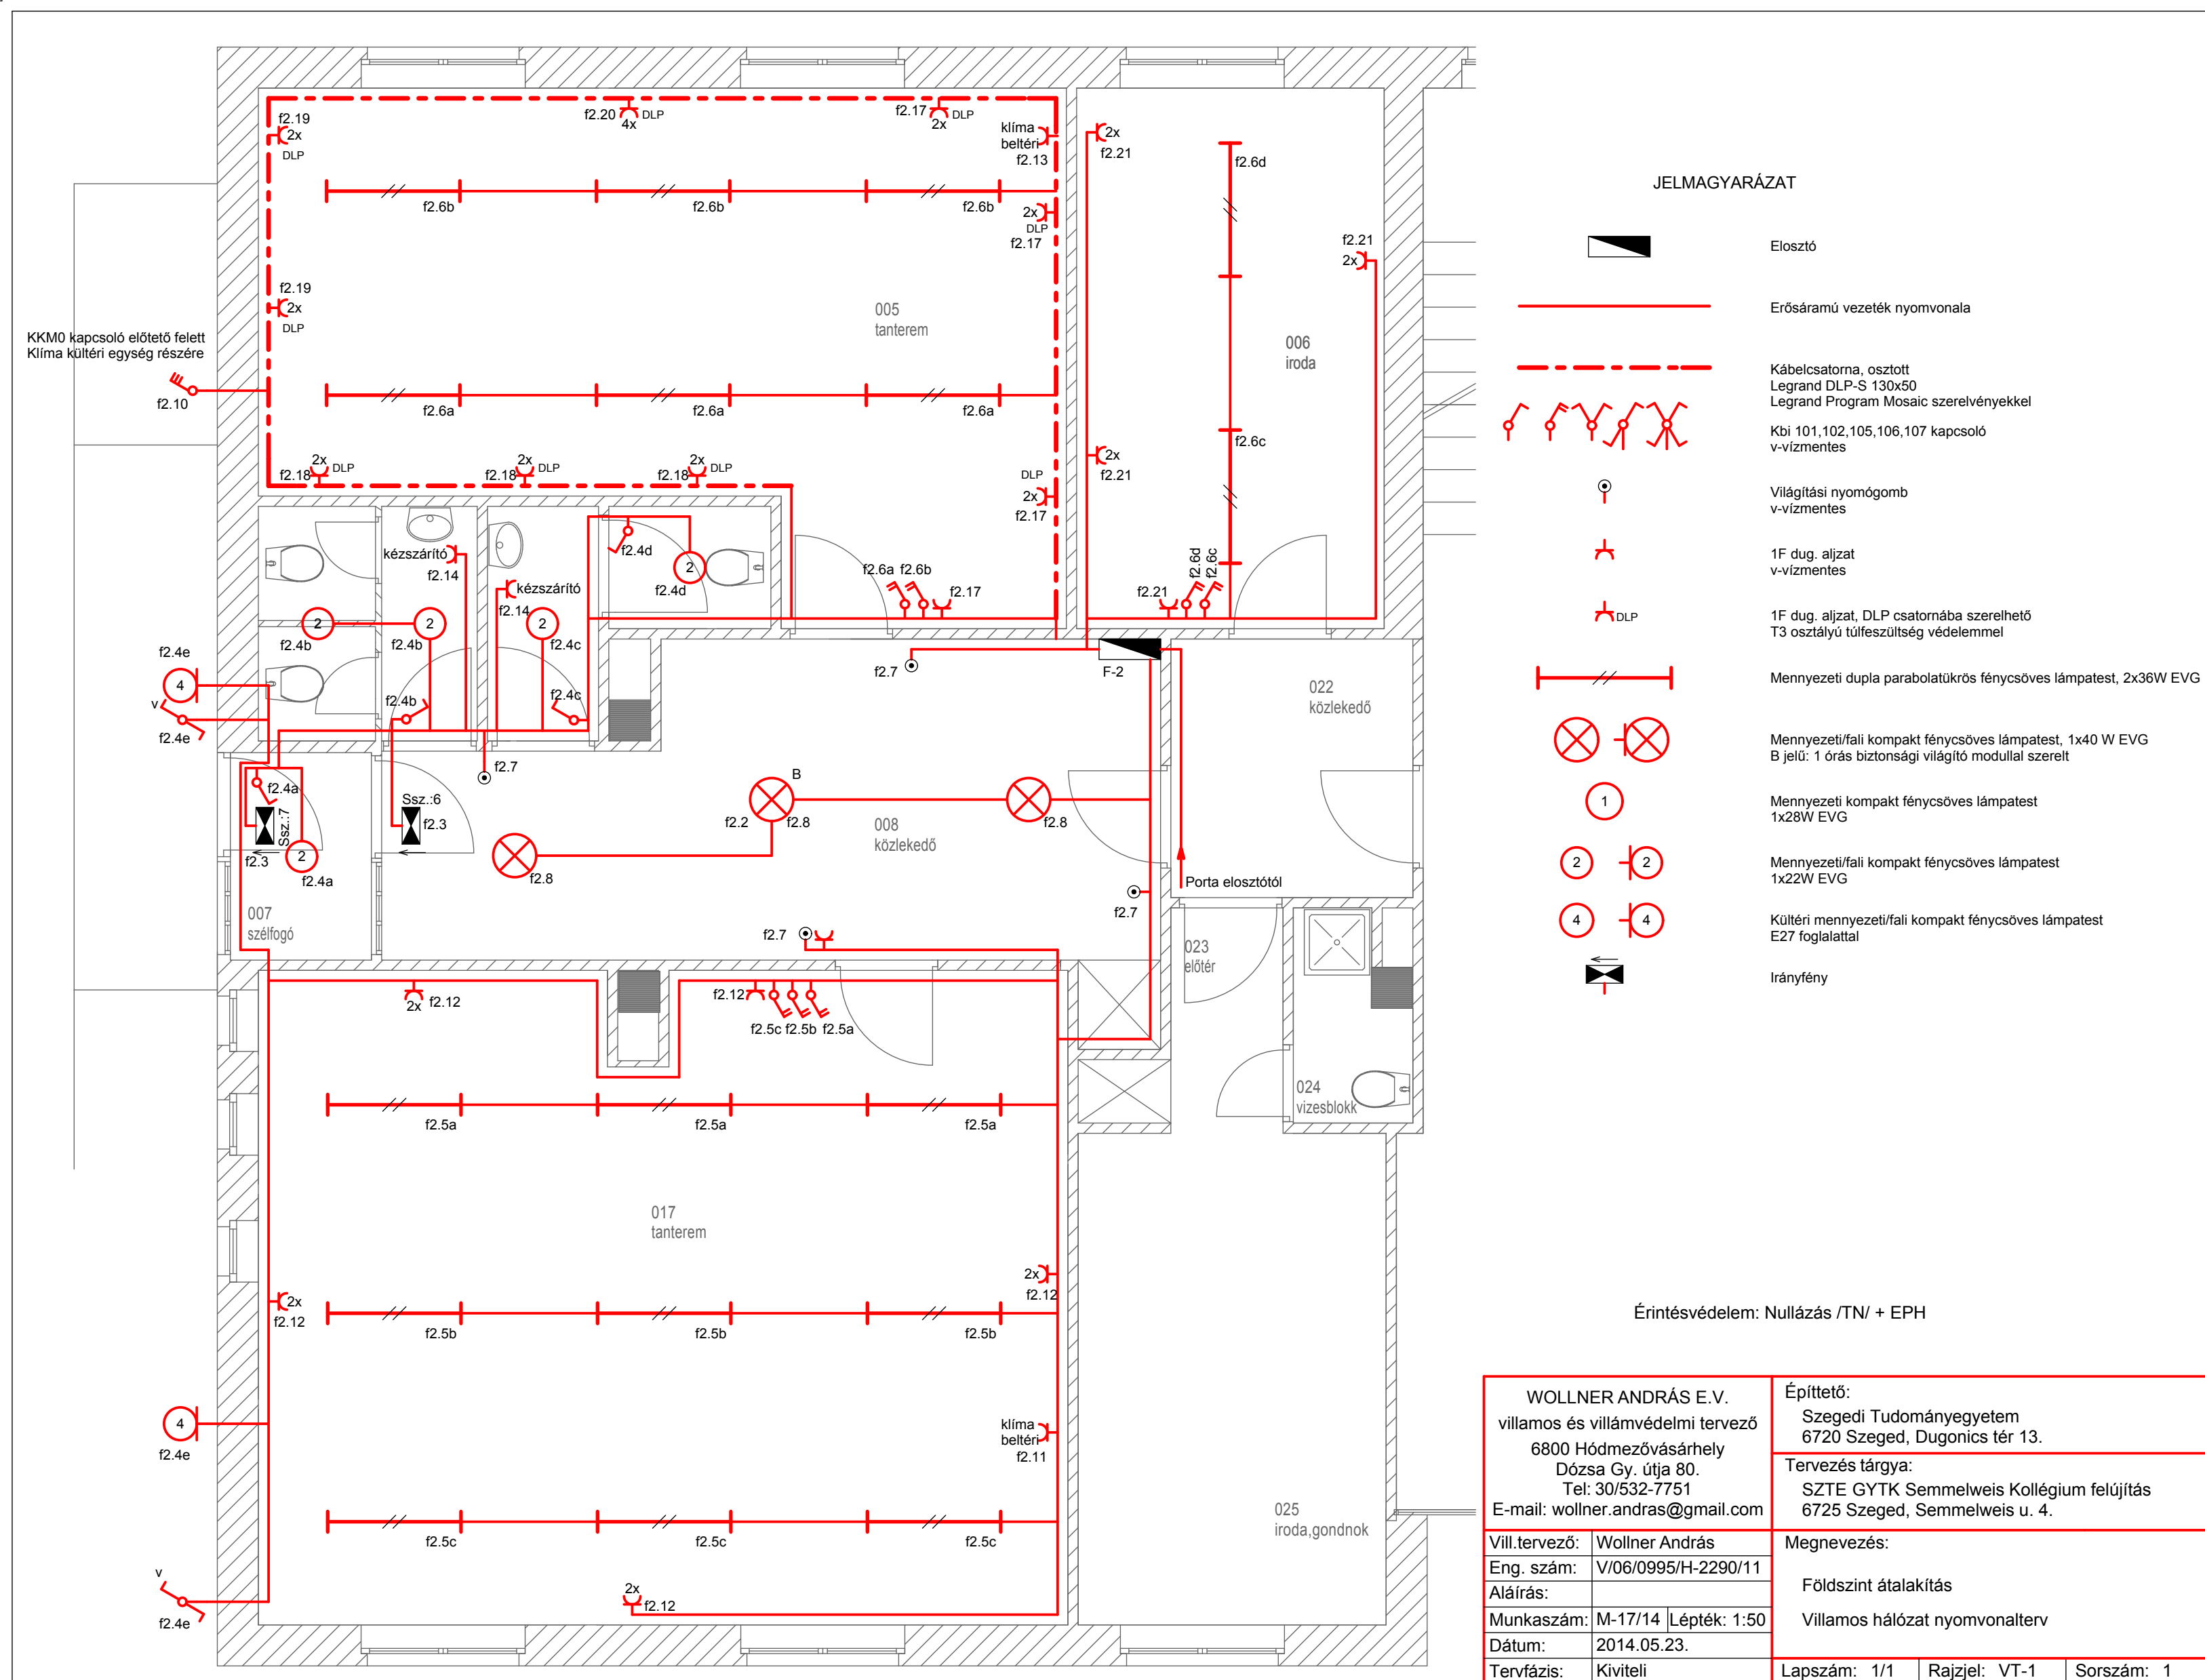 f2.19
2x
DLP
f2.20
4x
DLP
f2.17
2x
DLP
klíma
beltéri
f2.13
2x
f2.21
f2.6d
f2.6b
f2.6b
f2.6b
2x
DLP
f2.17
f2.21
2x
f2.19
2x
DLP
005
tanterem
006
iroda
KKM0 kapcsoló előtető felett
Klíma kültéri egység részére
f2.10
f2.6a
f2.6a
f2.6a
f2.6c
2x
f2.18
DLP
2x
f2.18
DLP
2x
f2.18
DLP
DLP
2x
f2.17
2x
f2.21
kézszárító
f2.14
kézszárító
f2.14
f2.4d
2
f2.4d
f2.6a
f2.6b
f2.17
f2.21
f2.6d
f2.6c
2
f2.4b
2
f2.4b
2
f2.4c
f2.4e
4
v
f2.4e
f2.4b
f2.4c
f2.7
f2.7
F-2
022
közlekedő
f2.4a
Ssz.:7
f2.3
2
f2.4a
Ssz.:6
f2.3
B
f2.2
f2.8
f2.8
f2.8
008
közlekedő
Porta elosztótól
f2.7
007
szélfogó
f2.7
023
előtér
2x
f2.12
f2.12
f2.5c
f2.5b
f2.5a
f2.5a
f2.5a
f2.5a
024
vizesblokk
017
tanterem
2x
f2.12
2x
f2.12
f2.5b
f2.5b
f2.5b
4
f2.4e
klíma
beltéri
f2.11
f2.5c
f2.5c
f2.5c
025
iroda,gondnok
v
f2.4e
2x
f2.12
JELMAGYARÁZAT
Elosztó
Erősáramú vezeték nyomvonala
Kábelcsatorna, osztott
Legrand DLP-S 130x50
Legrand Program Mosaic szerelvényekkel
Kbi 101,102,105,106,107 kapcsoló
v-vízmentes
Világítási nyomógomb
v-vízmentes
1F dug. aljzat
v-vízmentes
DLP
1F dug. aljzat, DLP csatornába szerelhető
T3 osztályú túlfeszültség védelemmel
Mennyezeti dupla parabolatükrös fénycsöves lámpatest, 2x36W EVG
Mennyezeti/fali kompakt fénycsöves lámpatest, 1x40 W EVG
B jelű: 1 órás biztonsági világító modullal szerelt
1
Mennyezeti kompakt fénycsöves lámpatest
1x28W EVG
2
2
Mennyezeti/fali kompakt fénycsöves lámpatest
1x22W EVG
4
4
Kültéri mennyezeti/fali kompakt fénycsöves lámpatest
E27 foglalattal
Irányfény
Érintésvédelem: Nullázás /TN/ + EPH
WOLLNER ANDRÁS E.V.
villamos és villámvédelmi tervező
6800 Hódmezővásárhely
Dózsa Gy. útja 80.
Tel: 30/532-7751
E-mail: wollner.andras@gmail.com
Építtető:
Szegedi Tudományegyetem
6720 Szeged, Dugonics tér 13.
Tervezés tárgya:
SZTE GYTK Semmelweis Kollégium felújítás
6725 Szeged, Semmelweis u. 4.
Vill.tervező: Wollner András
Eng. szám: V/06/0995/H-2290/11
Aláírás:
Munkaszám: M-17/14 Lépték: 1:50
Dátum: 2014.05.23.
Tervfázis: Kiviteli
Megnevezés:
Földszint átalakítás
Villamos hálózat nyomvonalterv
Lapszám: 1/1 Rajzjel: VT-1 Sorszám: 1